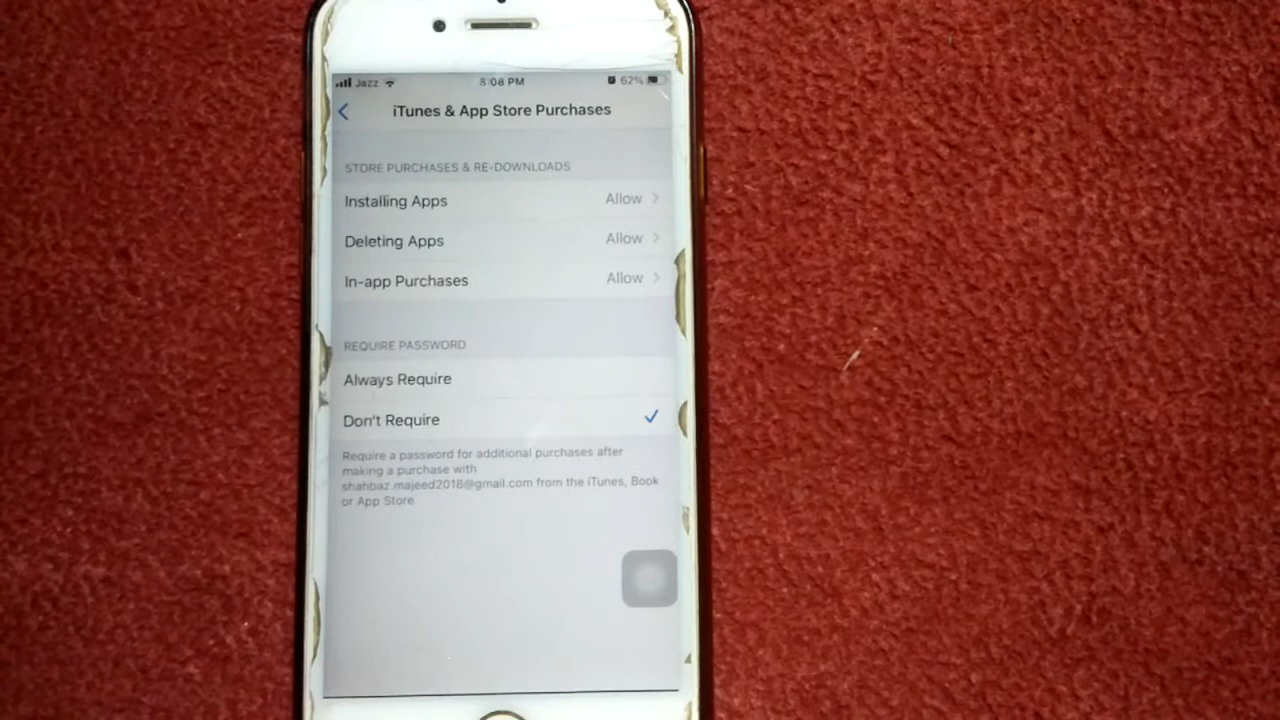 Jazz 5:08 PM 62%
iTunes & App Store Purchases
STORE PURCHASES & RE-DOWNLOADS
Installing Apps Allow
Deleting Apps Allow
In-app Purchases Allow
REQUIRE PASSWORD
Always Require
Don't Require
Require a password for additional purchases after
making a purchase with
shahbaz.majeed2018@gmail.com from the iTunes, Book
or App Store.